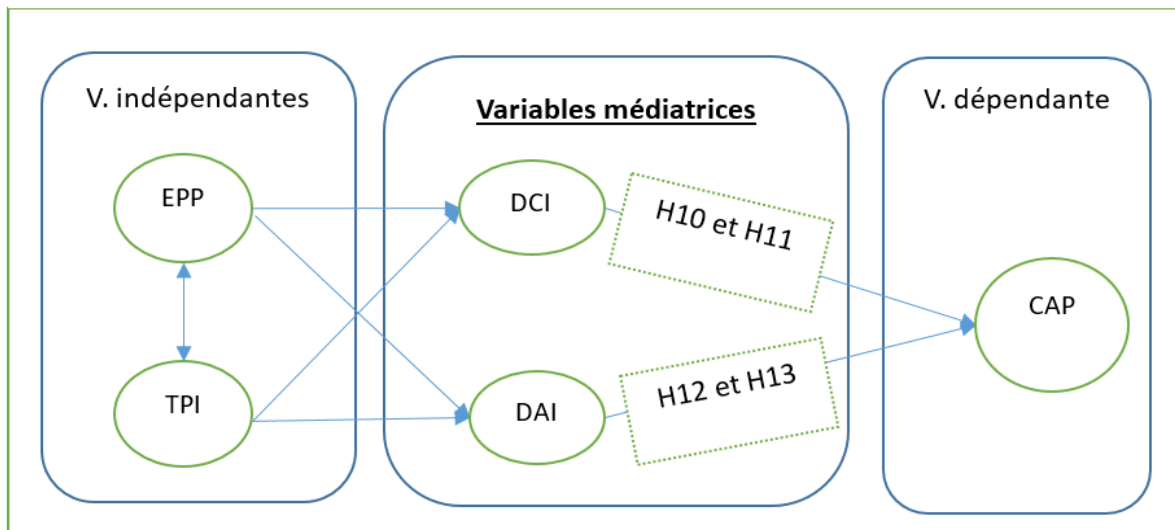 V. indépendantes
EPP
TPI
Variables médiatrices
DCI
H10 et H11
DAI
H12 et H13
V. dépendante
CAP